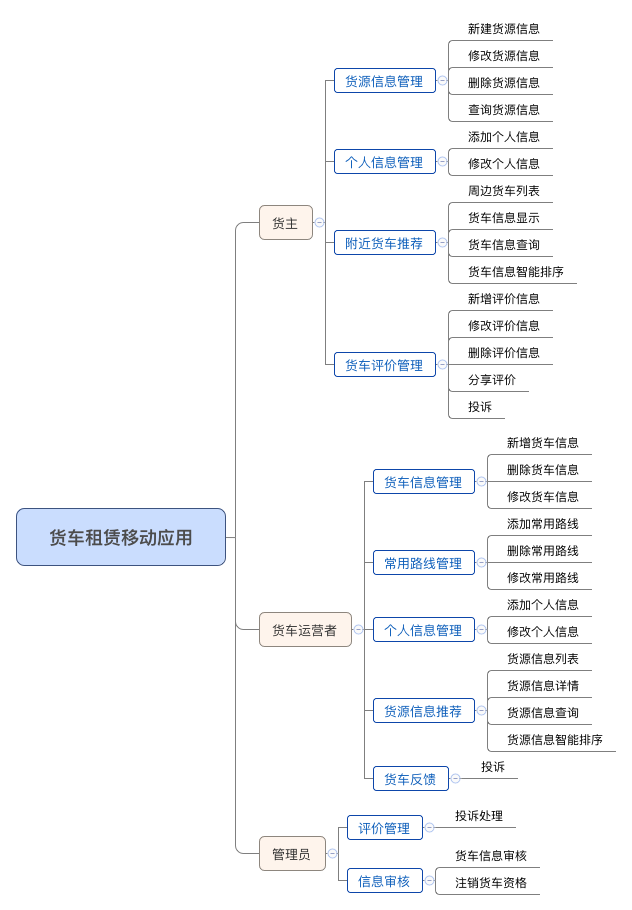 货车租赁移动应用
货主
货源信息管理
新建货源信息
修改货源信息
删除货源信息
查询货源信息
个人信息管理
添加个人信息
修改个人信息
附近货车推荐
周边货车列表
货车信息显示
货车信息查询
货车信息智能排序
货车评价管理
新增评价信息
修改评价信息
删除评价信息
分享评价
投诉
货车运营者
货车信息管理
新增货车信息
删除货车信息
修改货车信息
常用路线管理
添加常用路线
删除常用路线
修改常用路线
个人信息管理
添加个人信息
修改个人信息
货源信息推荐
货源信息列表
货源信息详情
货源信息查询
货源信息智能排序
货车反馈
投诉
管理员
评价管理
投诉处理
信息审核
货车信息审核
注销货车资格